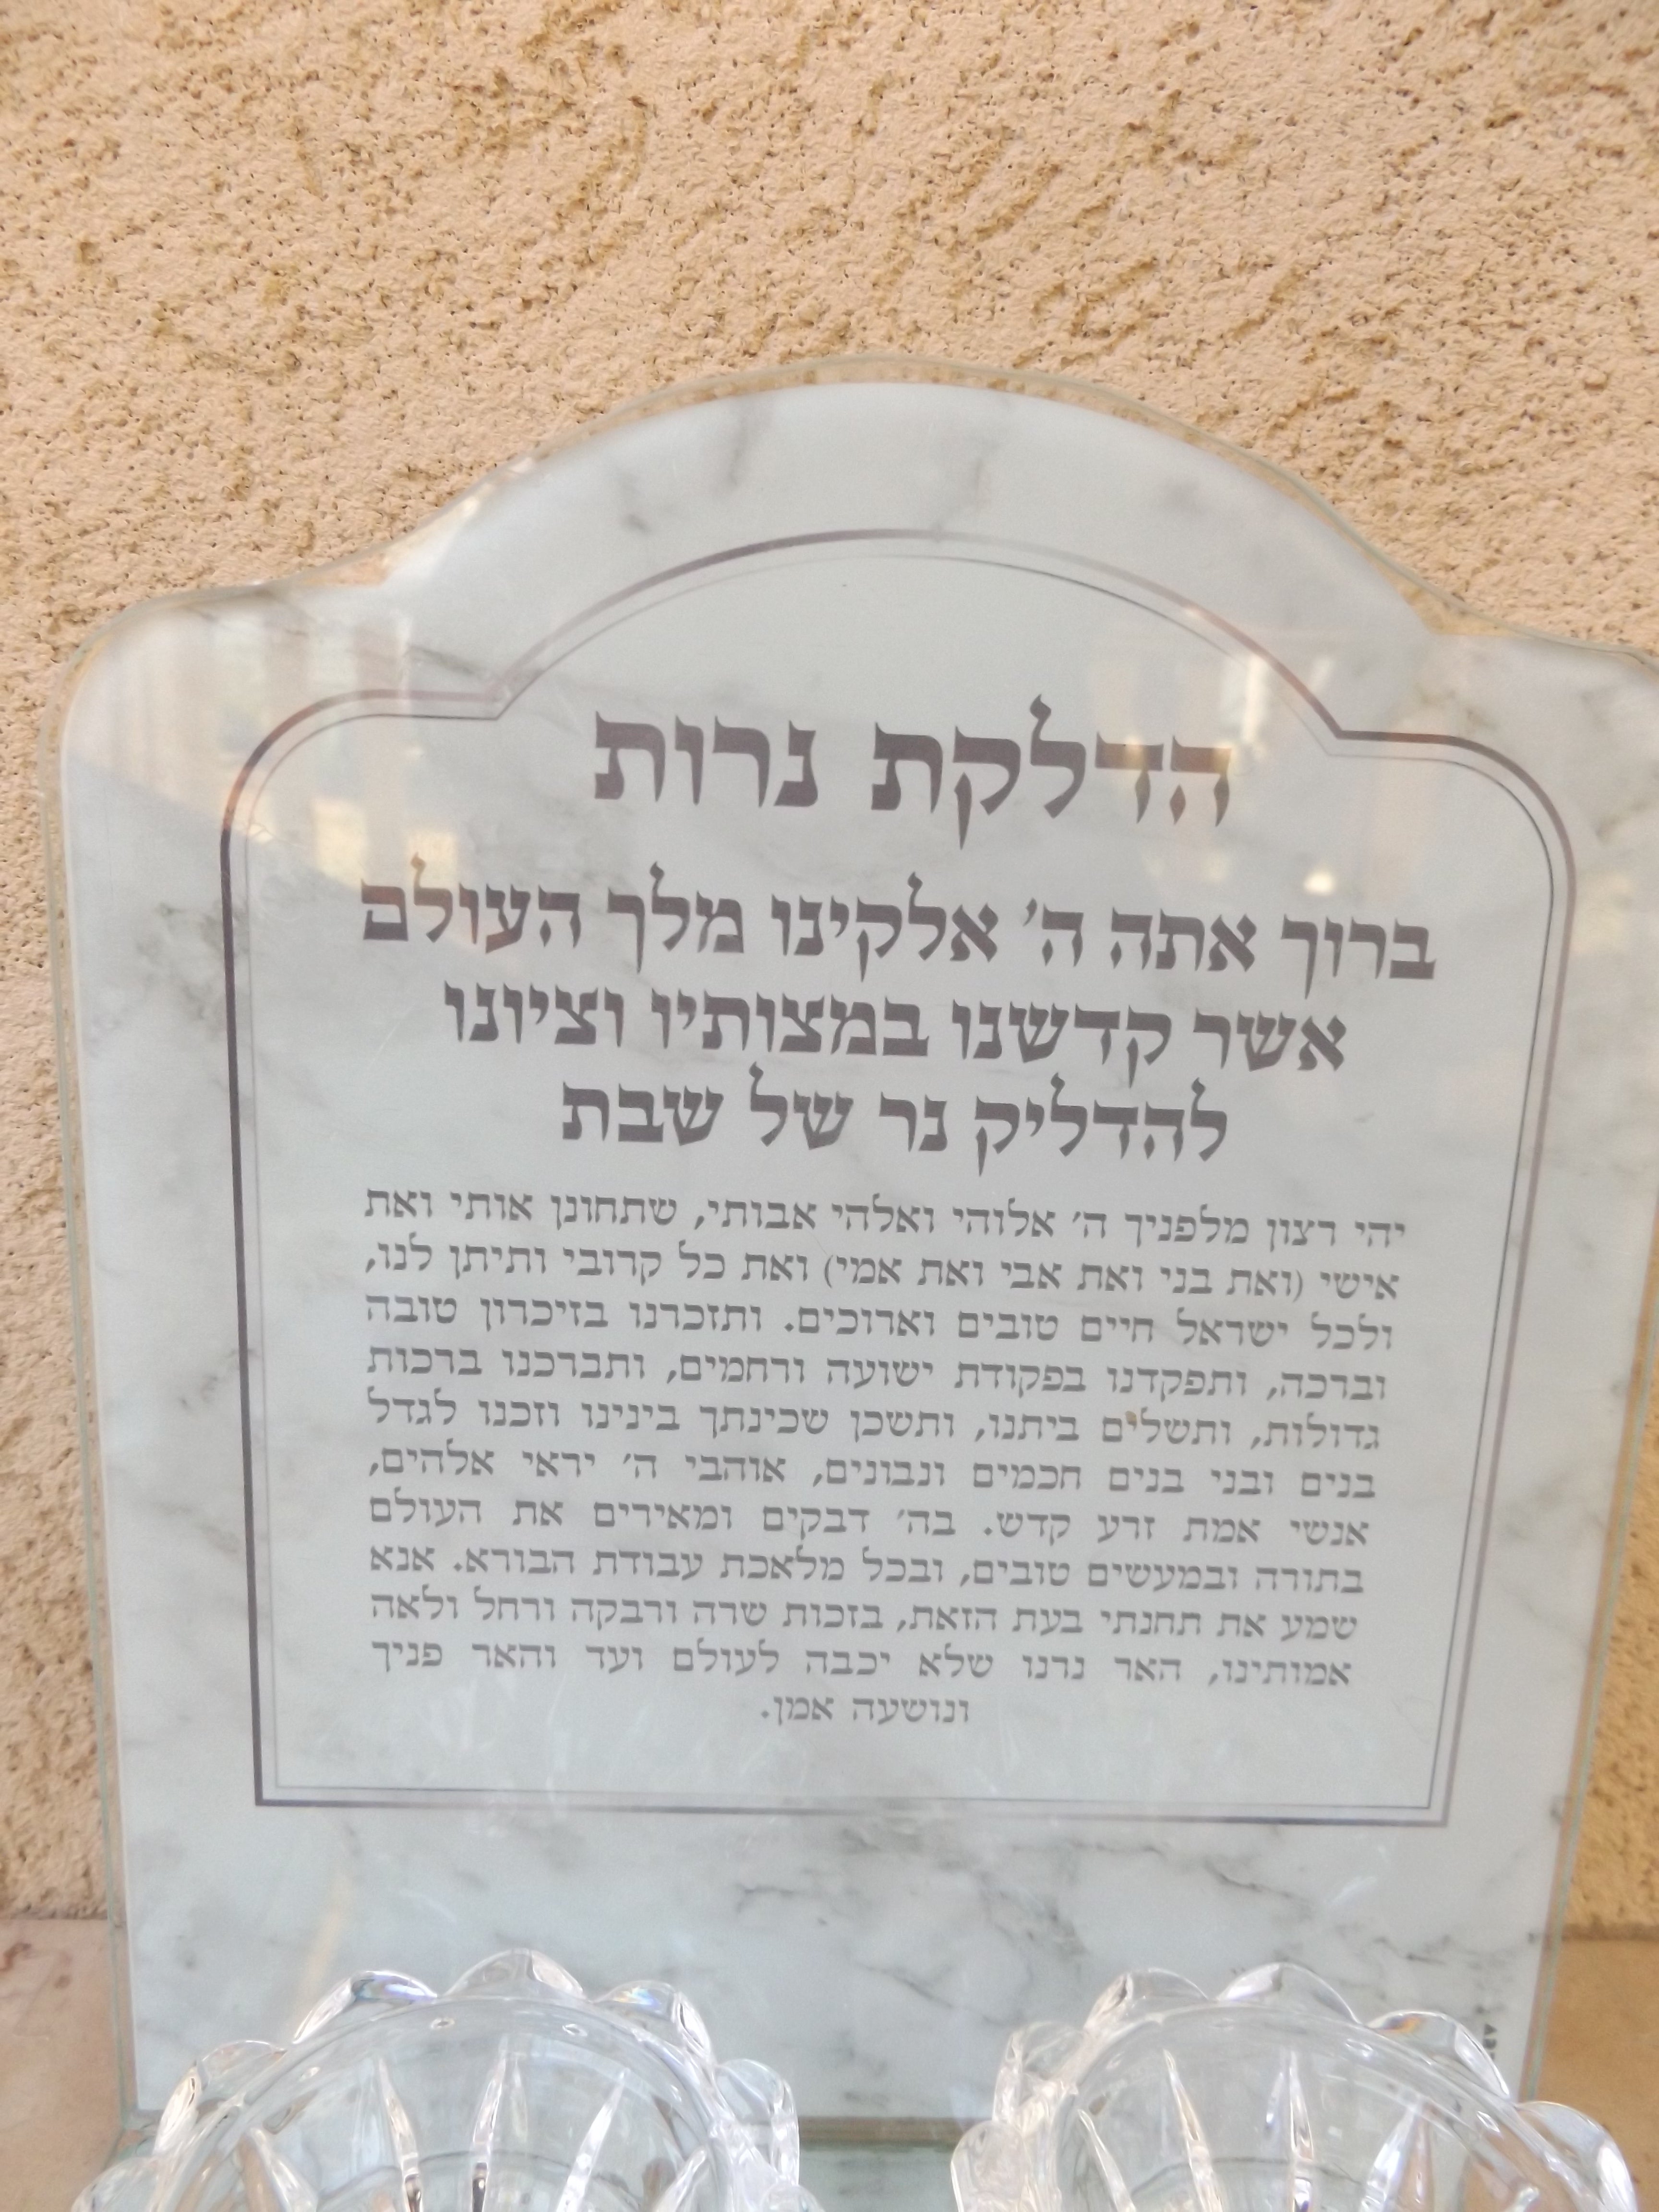 הדלקת נרות
ברוך אתה ה' אלקינו מלך העולם
אשר קדשנו במצותיו וציונו
להדליק נר של שבת
יהי רצון מלפניך ה' אלוהי ואלהי אבותי, שתחונן אותי ואת
אישי (ואת בני ואת אבי ואת אמי) ואת כל קרובי ותיתן לנו,
ולכל ישראל חיים טובים וארוכים. ותזכרנו בזיכרון טובה
וברכה, ותפקדנו בפקודת ישועה ורחמים, ותברכנו ברכות
גדולות, ותשלים ביתנו, ותשכן שכינתך בינינו וזכנו לגדל
בנים ובני בנים חכמים ונבונים, אוהבי ה' יראי אלהים,
אנשי אמת זרע קדש. בה' דבקים ומאירים את העולם
בתורה ובמעשים טובים, ובכל מלאכת עבודת הבורא. אנא
שמע את תחנתי בעת הזאת, בזכות שרה ורבקה ורחל ולאה
אמותינו, האר נרנו שלא יכבה לעולם ועד והאר פניך
ונושעה אמן.